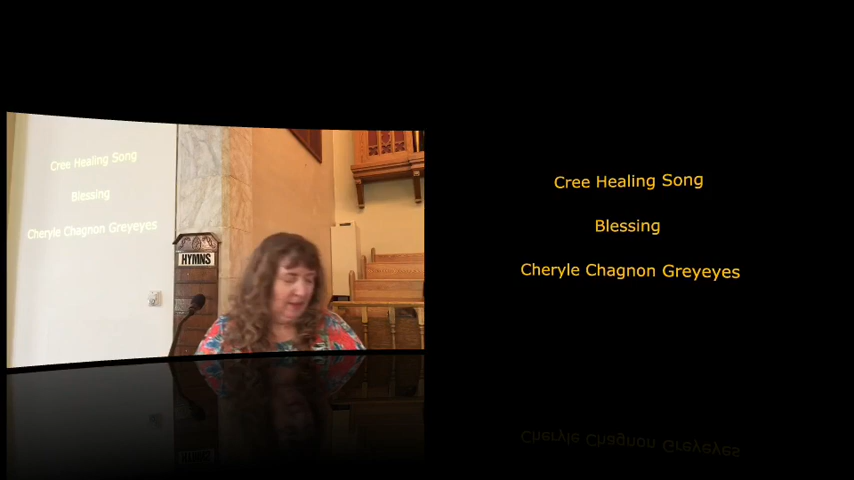 Cree Healing Song
Blessing
Cheryle Chagnon Greyeyes
HYMNS
Cree Healing Song
Blessing
Cheryle Chagnon Greyeyes